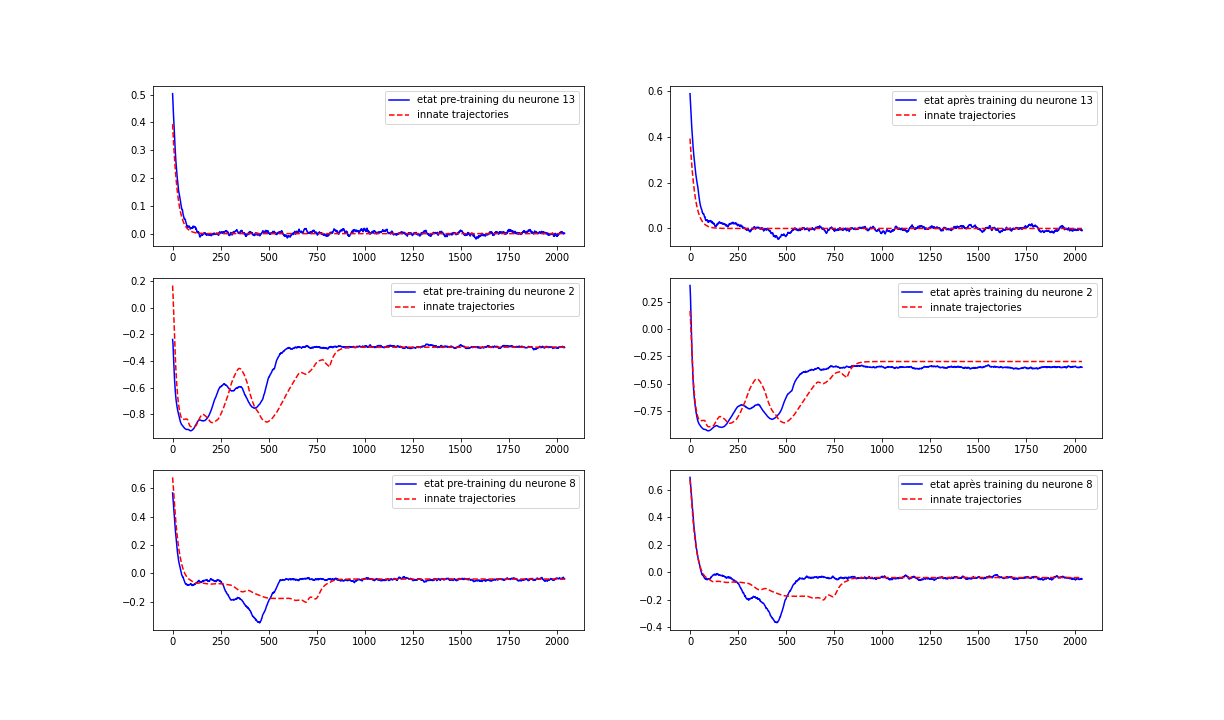 0.5
0.4
0.3
0.2
0.1
0.0
etat pre-training du neurone 13
innate trajectories
0 250 500 750 1000 1250 1500 1750 2000
0.6
0.4
0.2
0.0
etat après training du neurone 13
innate trajectories
0 250 500 750 1000 1250 1500 1750 2000
0.2
0.0
−0.2
−0.4
−0.6
−0.8
etat pre-training du neurone 2
innate trajectories
0 250 500 750 1000 1250 1500 1750 2000
0.25
0.00
−0.25
−0.50
−0.75
etat après training du neurone 2
innate trajectories
0 250 500 750 1000 1250 1500 1750 2000
0.6
0.4
0.2
0.0
−0.2
etat pre-training du neurone 8
innate trajectories
0 250 500 750 1000 1250 1500 1750 2000
0.6
0.4
0.2
0.0
−0.2
−0.4
etat après training du neurone 8
innate trajectories
0 250 500 750 1000 1250 1500 1750 2000